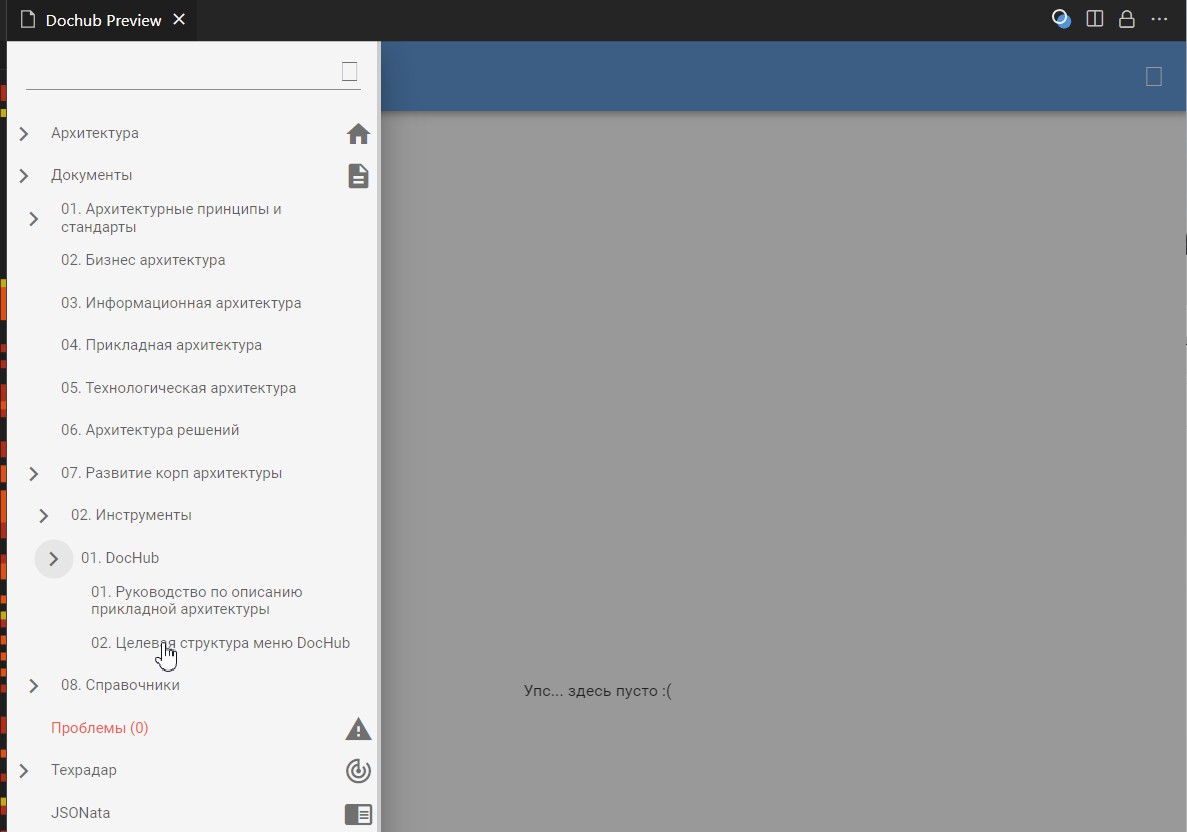 Dochub Preview
Архитектура
Документы
01. Архитектурные принципы и
стандарты
02. Бизнес архитектура
03. Информационная архитектура
04. Прикладная архитектура
05. Технологическая архитектура
06. Архитектура решений
07. Развитие корп архитектуры
02. Инструменты
01. DocHub
01. Руководство по описанию
прикладной архитектуры
02. Целевая структура меню DocHub
08. Справочники
Упс... здесь пусто :(
Проблемы (0)
Техрадар
JSONata